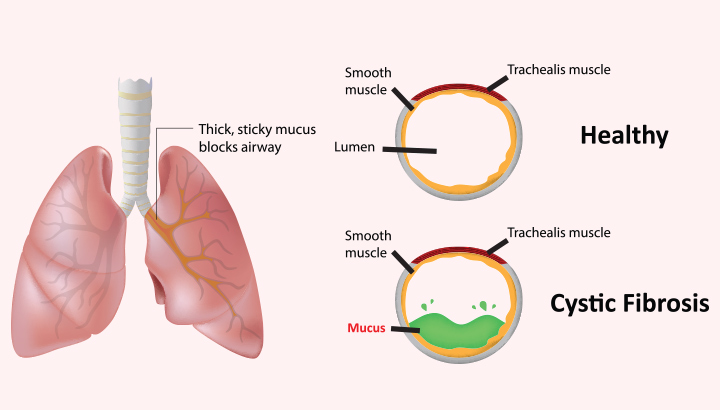 Thick, sticky mucus
blocks airway
Smooth
muscle
Trachealis muscle
Lumen
Healthy
Smooth
muscle
Trachealis muscle
Mucus
Cystic Fibrosis